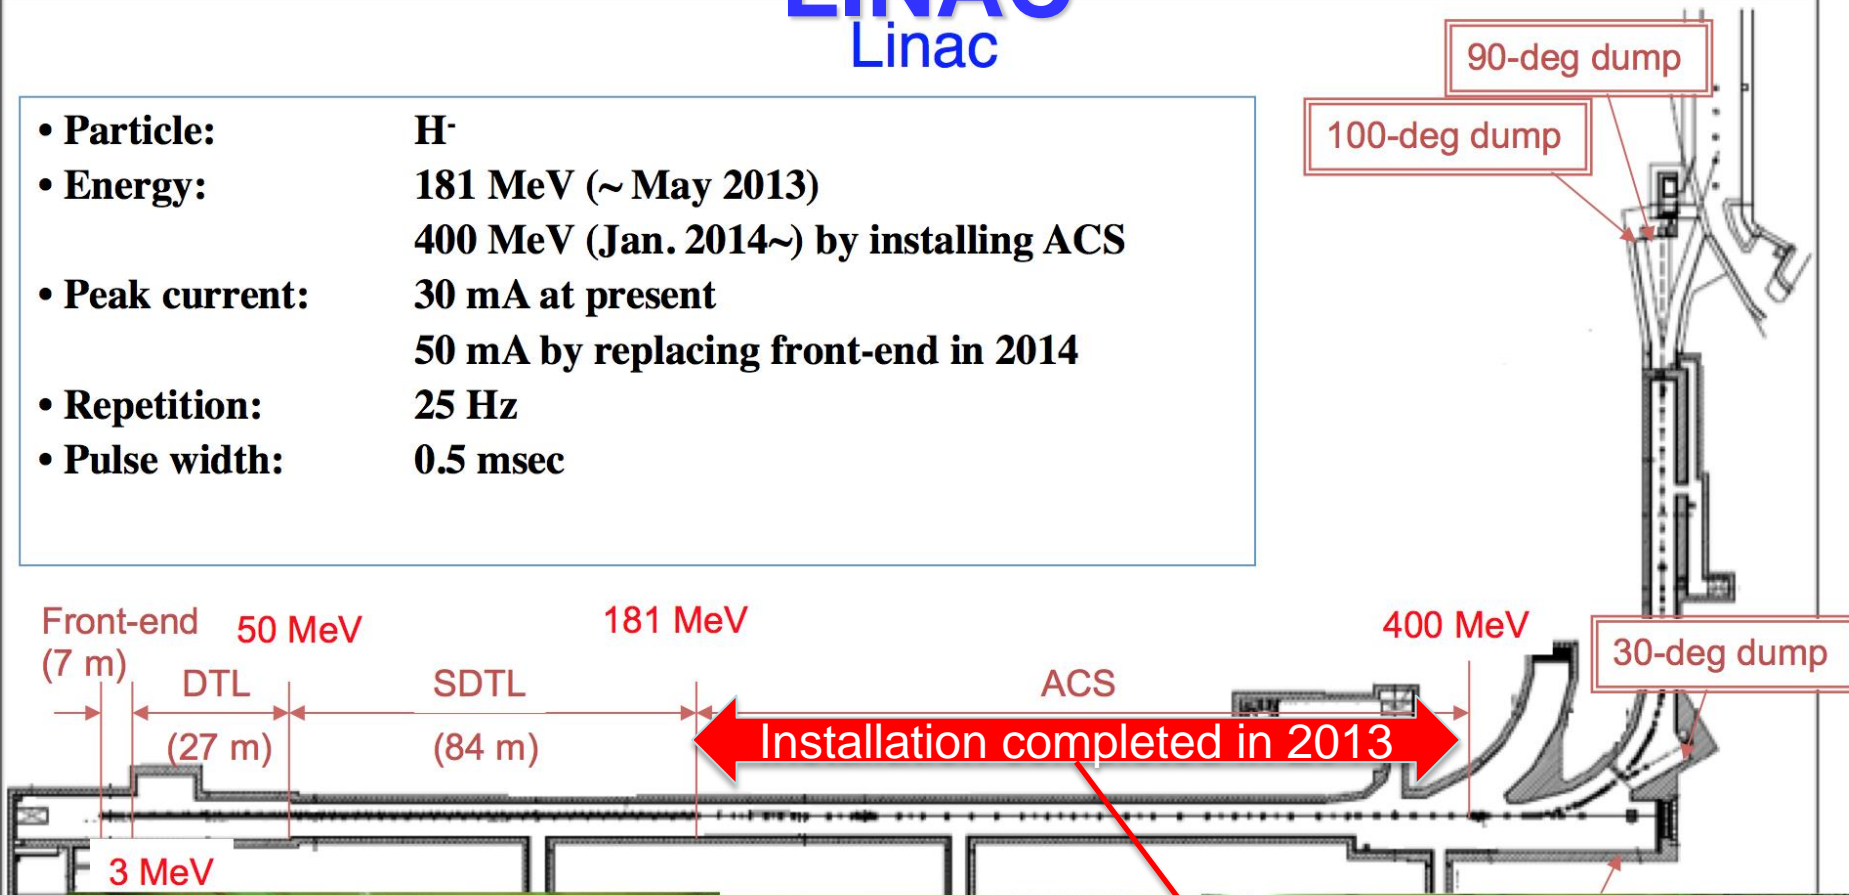 LINAC
Linac
• Particle: H-
• Energy: 181 MeV (~ May 2013)
400 MeV (Jan. 2014~) by installing ACS
• Peak current: 30 mA at present
50 mA by replacing front-end in 2014
• Repetition: 25 Hz
• Pulse width: 0.5 msec
90-deg dump
100-deg dump
Front-end
(7 m)
50 MeV
181 MeV
400 MeV
30-deg dump
DTL
SDTL
ACS
(27 m)
(84 m)
Installation completed in 2013
3 MeV